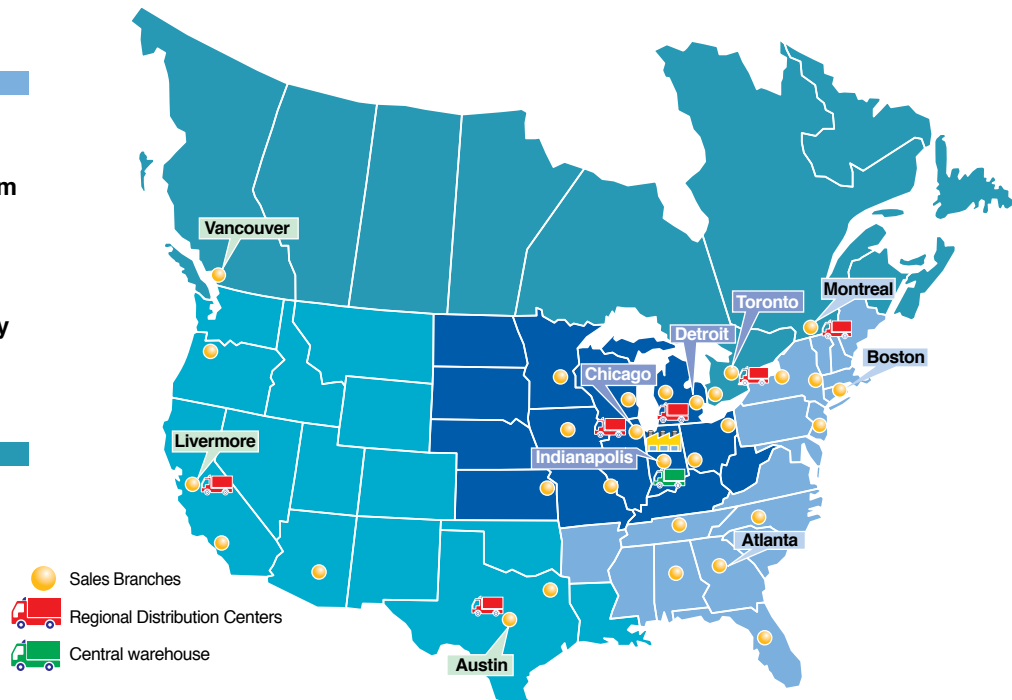 m
Vancouver
y
Montreal
Toronto
Detroit
Boston
Chicago
Livermore
Indianapolis
Atlanta
Sales Branches
Regional Distribution Centers
Central warehouse
Austin